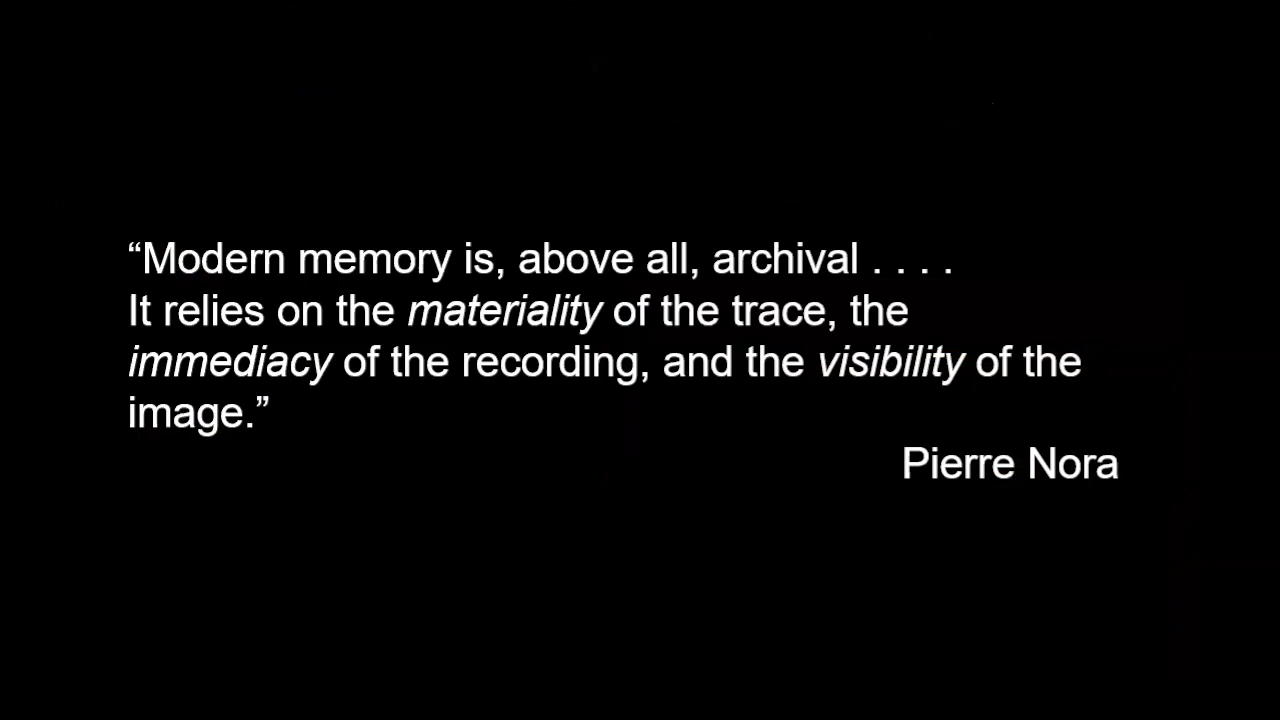 “Modern memory is, above all, archival . . . .
It relies on the materiality of the trace, the
immediacy of the recording, and the visibility of the
image.”
Pierre Nora